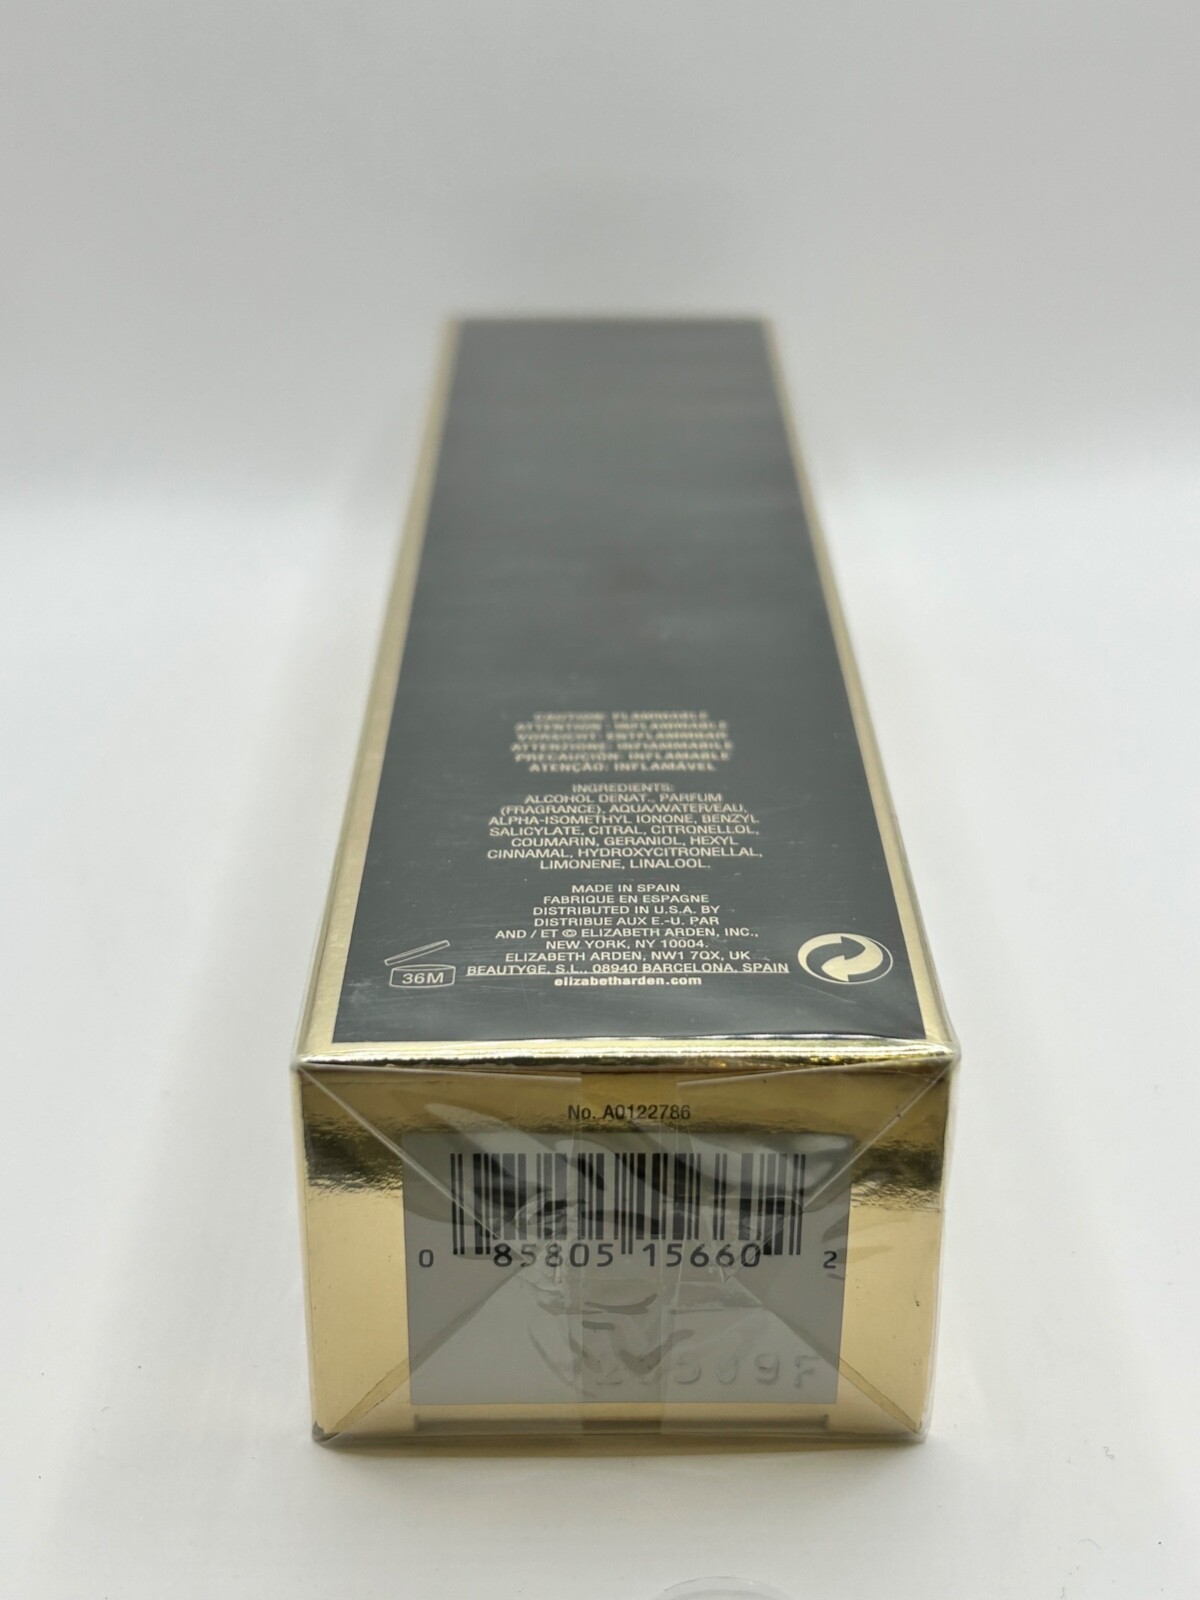 CAUTION: FLAMMABLE
ATTENTION : INFLAMMABLE
VORSICHT: ENTFLAMMBAR
ATTENZIONE: INFIAMMABILE
PRECAUCIÓN: INFLAMABLE
ATENÇÃO: INFLAMÁVEL
INGREDIENTS:
ALCOHOL DENAT., PARFUM
(FRAGRANCE), AQUA/WATER/EAU,
ALPHA-ISOMETHYL IONONE, BENZYL
SALICYLATE, CITRAL, CITRONELLOL,
COUMARIN, GERANIOL, HEXYL
CINNAMAL, HYDROXYCITRONELLAL,
LIMONENE, LINALOOL.
MADE IN SPAIN
FABRIQUE EN ESPAGNE
DISTRIBUTED IN U.S.A. BY
DISTRIBUE AUX E.-U. PAR
AND / ET © ELIZABETH ARDEN, INC.,
NEW YORK, NY 10004.
ELIZABETH ARDEN, NW1 7QX, UK
BEAUTYGE, S.L., 08940 BARCELONA, SPAIN
elizabetharden.com
36M
No. A0122786
0 85805 15660 2